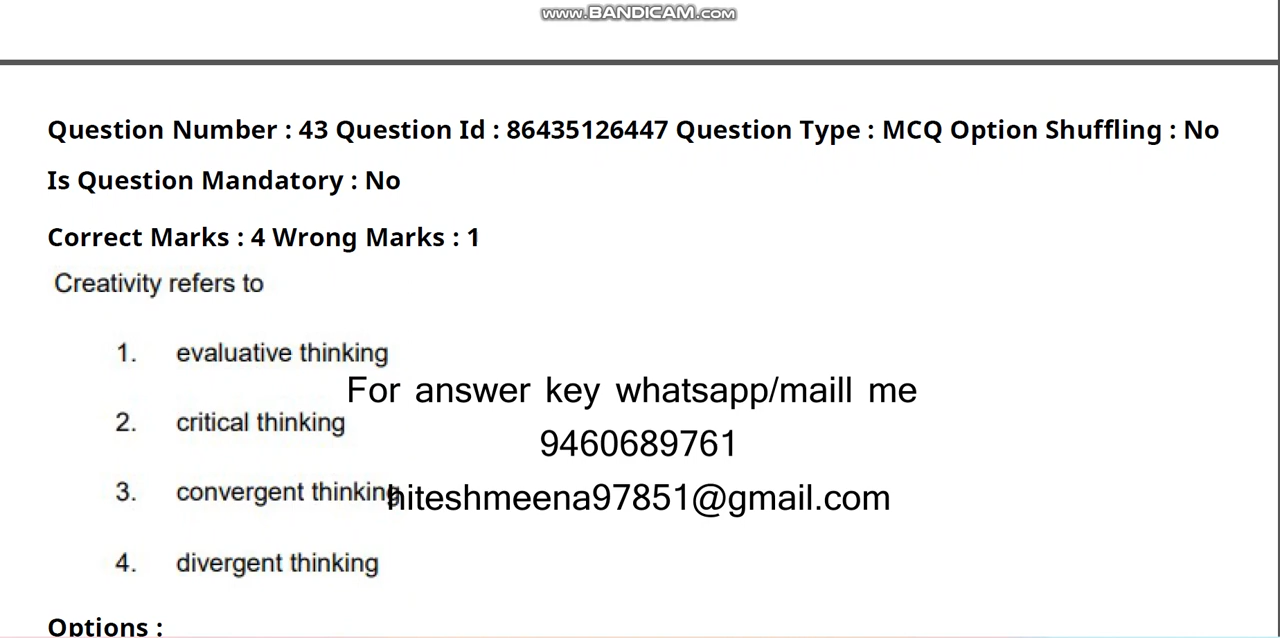 www.BANDICAM.com
Question Number : 43 Question Id : 86435126447 Question Type : MCQ Option Shuffling : No
Is Question Mandatory : No
Correct Marks : 4 Wrong Marks : 1
Creativity refers to
1. evaluative thinking
For answer key whatsapp/maill me
2. critical thinking
9460689761
3. convergent thinking
hiteshmeena97851@gmail.com
4. divergent thinking
Options :